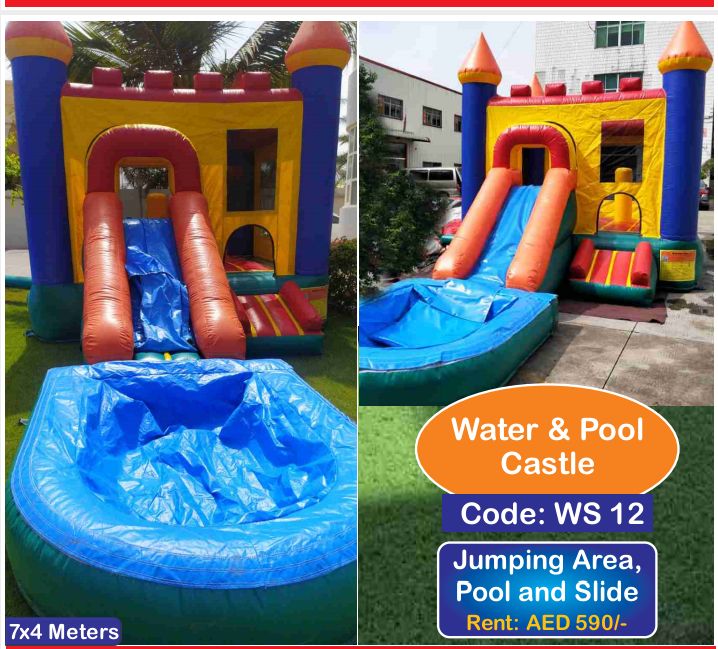 Water & Pool
Castle
Code: WS 12
Jumping Area,
Pool and Slide
Rent: AED 590/-
7x4 Meters